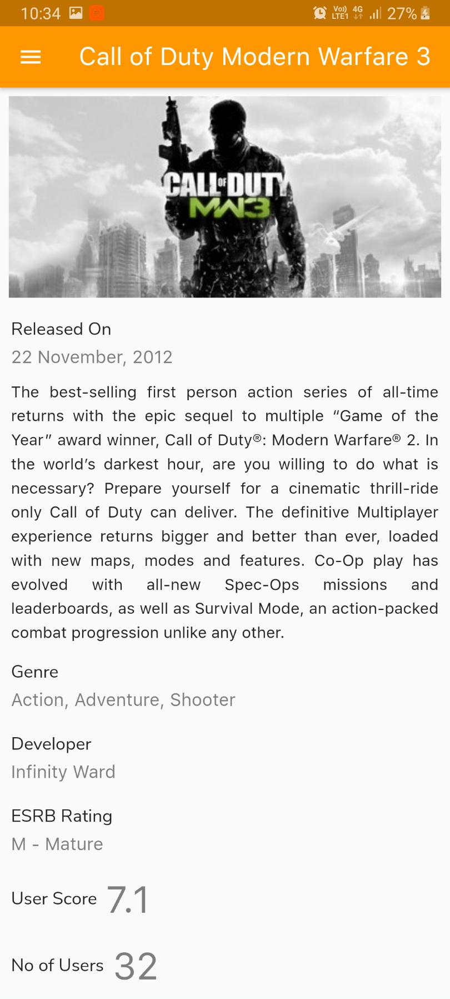 10:34 Vo) LTE1 4G 27%
Call of Duty Modern Warfare 3
CALL OF DUTY
MW3
Released On
22 November, 2012
The best-selling first person action series of all-time
returns with the epic sequel to multiple “Game of the
Year” award winner, Call of Duty®: Modern Warfare® 2. In
the world’s darkest hour, are you willing to do what is
necessary? Prepare yourself for a cinematic thrill-ride
only Call of Duty can deliver. The definitive Multiplayer
experience returns bigger and better than ever, loaded
with new maps, modes and features. Co-Op play has
evolved with all-new Spec-Ops missions and
leaderboards, as well as Survival Mode, an action-packed
combat progression unlike any other.
Genre
Action, Adventure, Shooter
Developer
Infinity Ward
ESRB Rating
M - Mature
User Score 7.1
No of Users 32